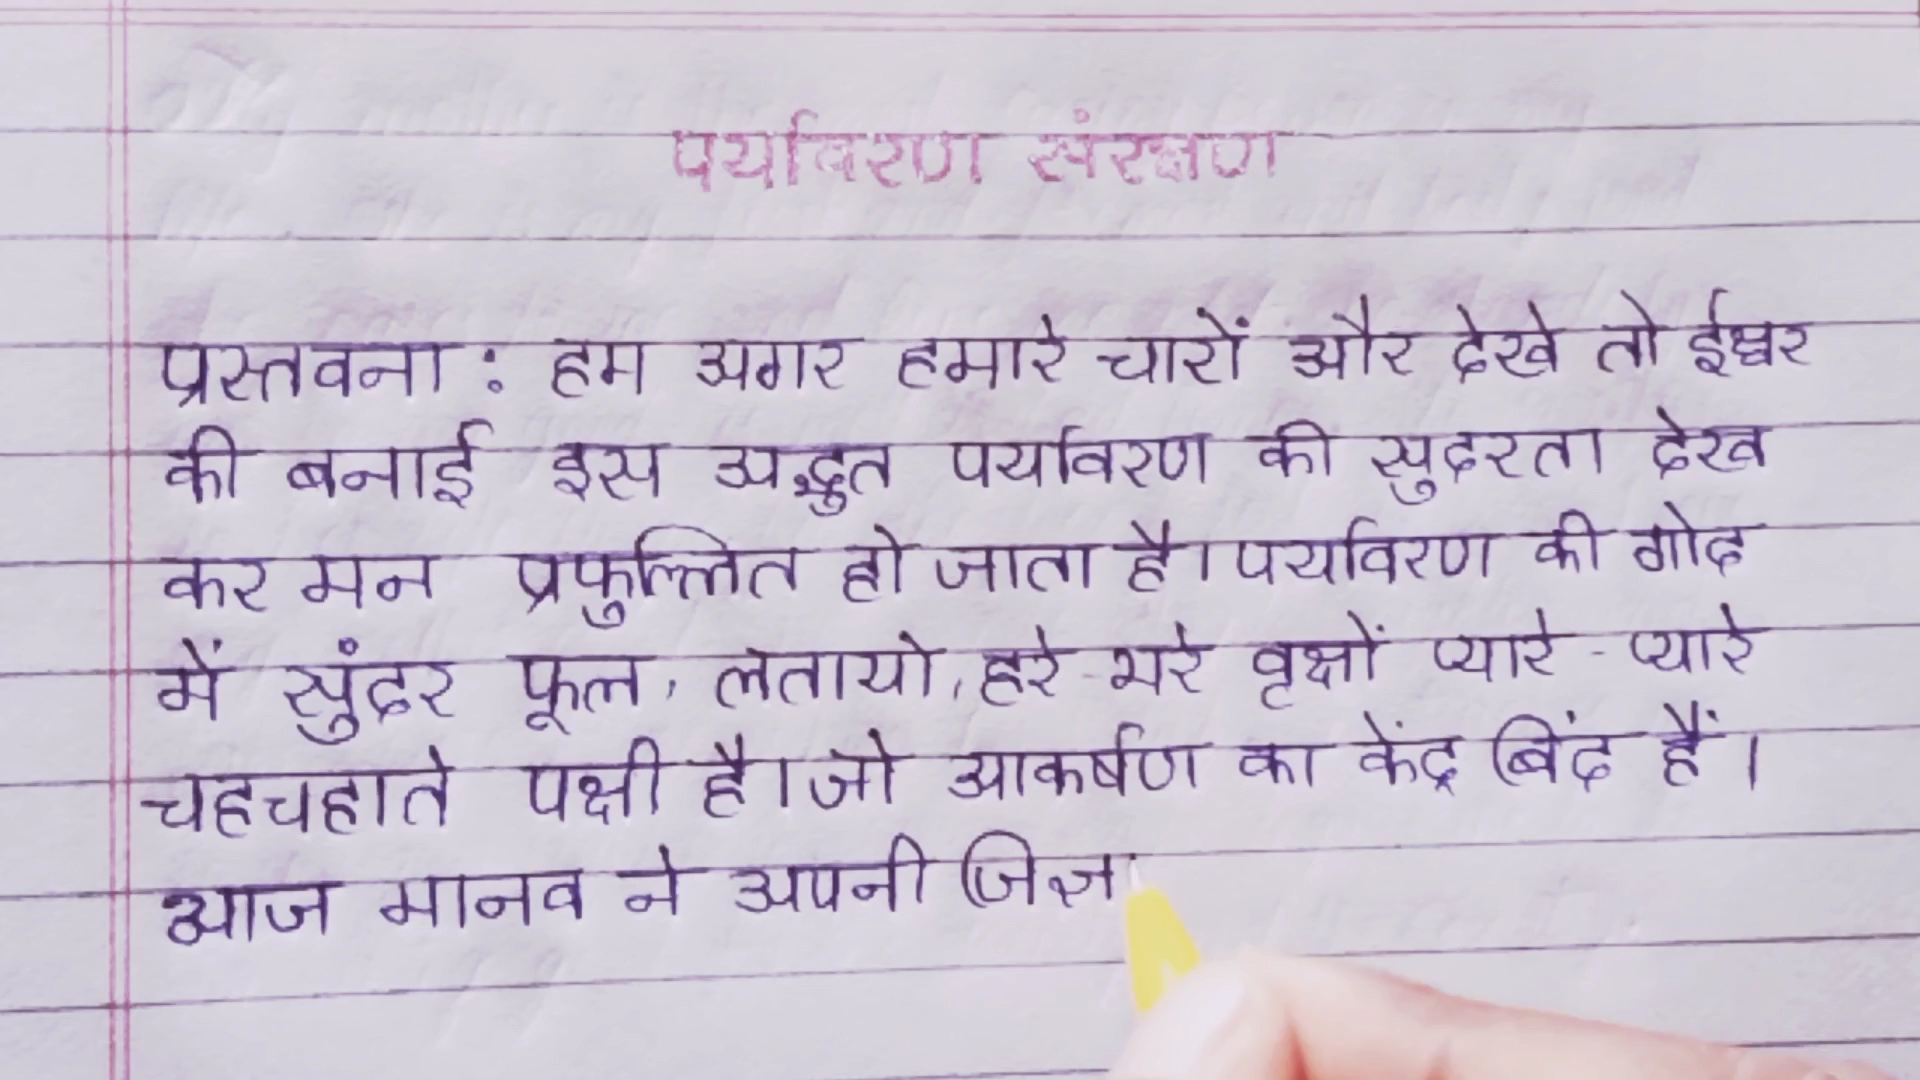 पर्यावरण संरक्षण
प्रस्तवना : हम अगर हमारे चारों और देखे तो ईश्वर
की बनाई इस अद्भुत पर्यावरण की सुदरता देख
कर मन प्रफुल्लित हो जाता है। पर्यावरण की गोद
में सुंदर फूल, लतायो, हरे-भरे वृक्षों प्यारे - प्यारे
चहचहाते पक्षी है। जो आकर्षण का केंद्र बिंद हैं।
आज मानव ने अपनी जिज्ञ